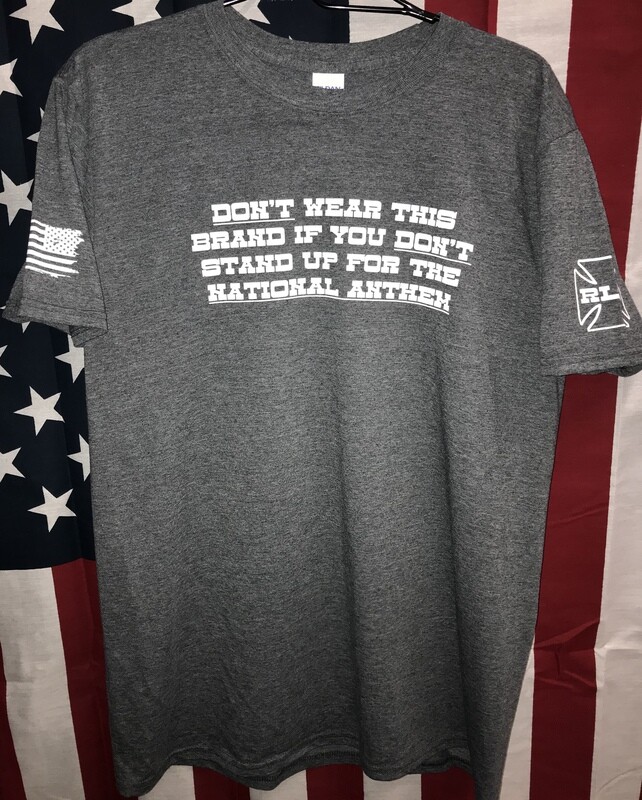 DON'T WEAR THIS
BRAND IF YOU DON'T
STAND UP FOR THE
NATIONAL ANTHEM
RL